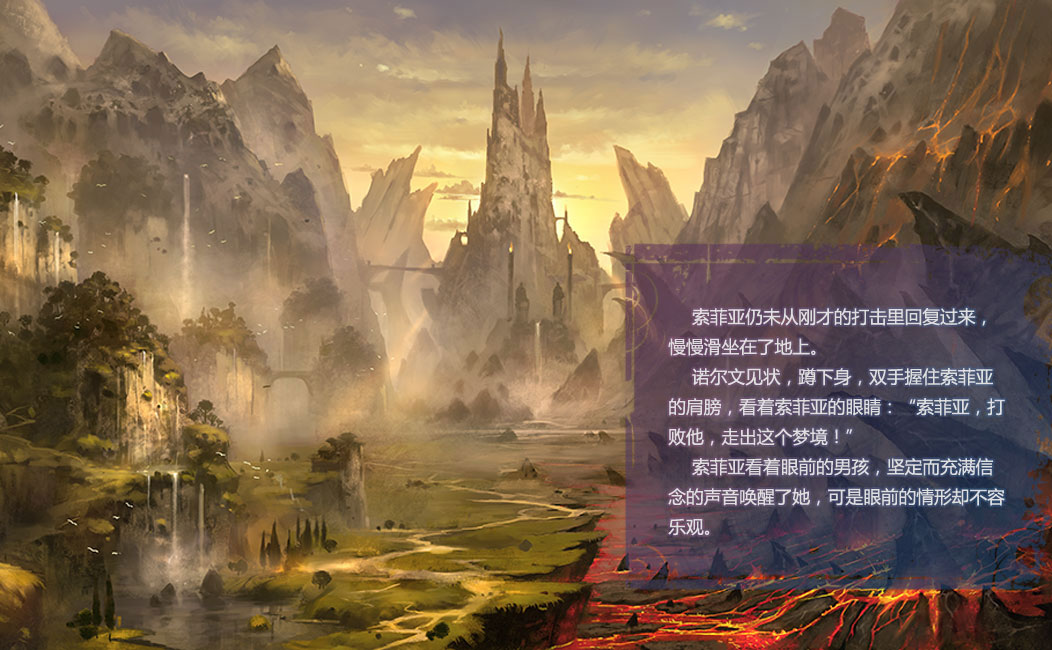 索菲亚仍未从刚才的打击里回复过来，
慢慢滑坐在了地上。
诺尔文见状，蹲下身，双手握住索菲亚
的肩膀，看着索菲亚的眼睛：“索菲亚，打
败他，走出这个梦境！”
索菲亚看着眼前的男孩，坚定而充满信
念的声音唤醒了她，可是眼前的情形却不容
乐观。